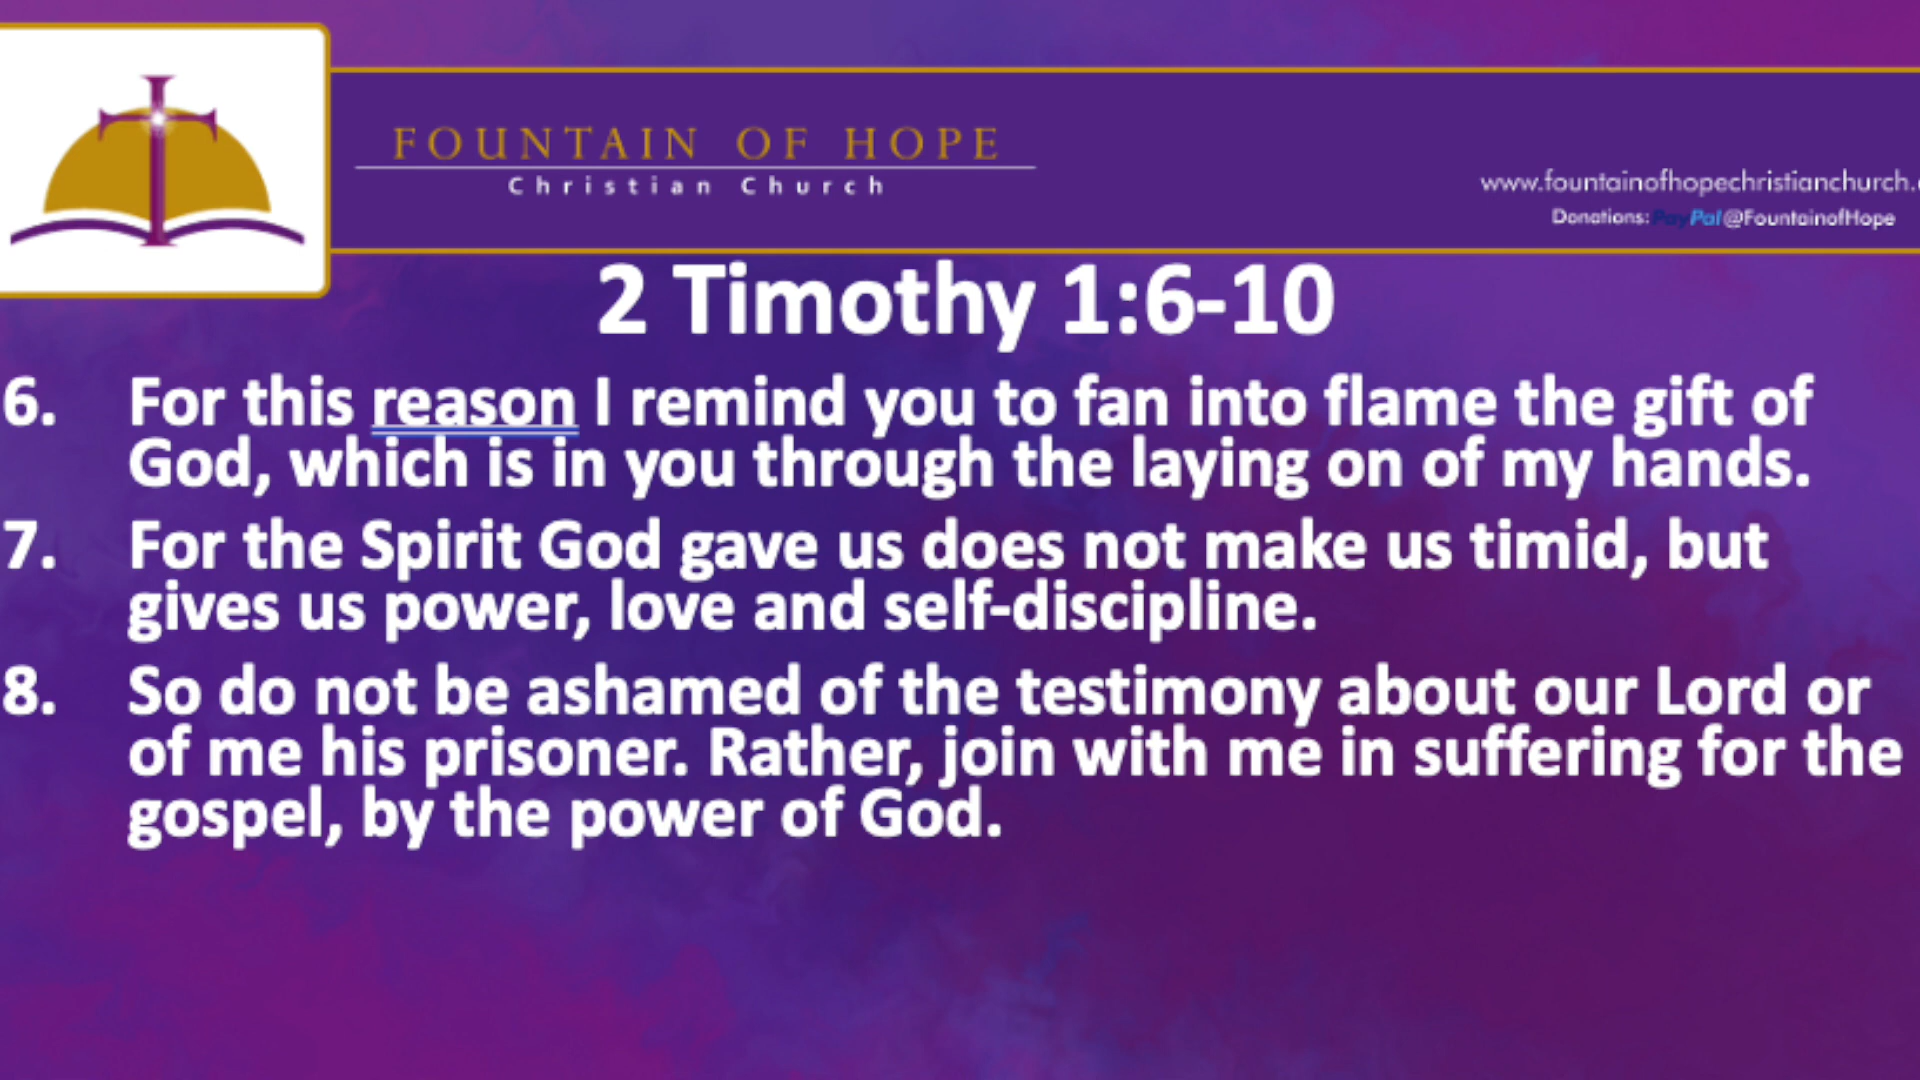 FOUNTAIN OF HOPE
Christian Church
www.fountainofhopechristianchurch.
Donations: PayPal@FountainofHope
2 Timothy 1:6-10
6. For this reason I remind you to fan into flame the gift of
God, which is in you through the laying on of my hands.
7. For the Spirit God gave us does not make us timid, but
gives us power, love and self-discipline.
8. So do not be ashamed of the testimony about our Lord or
of me his prisoner. Rather, join with me in suffering for the
gospel, by the power of God.